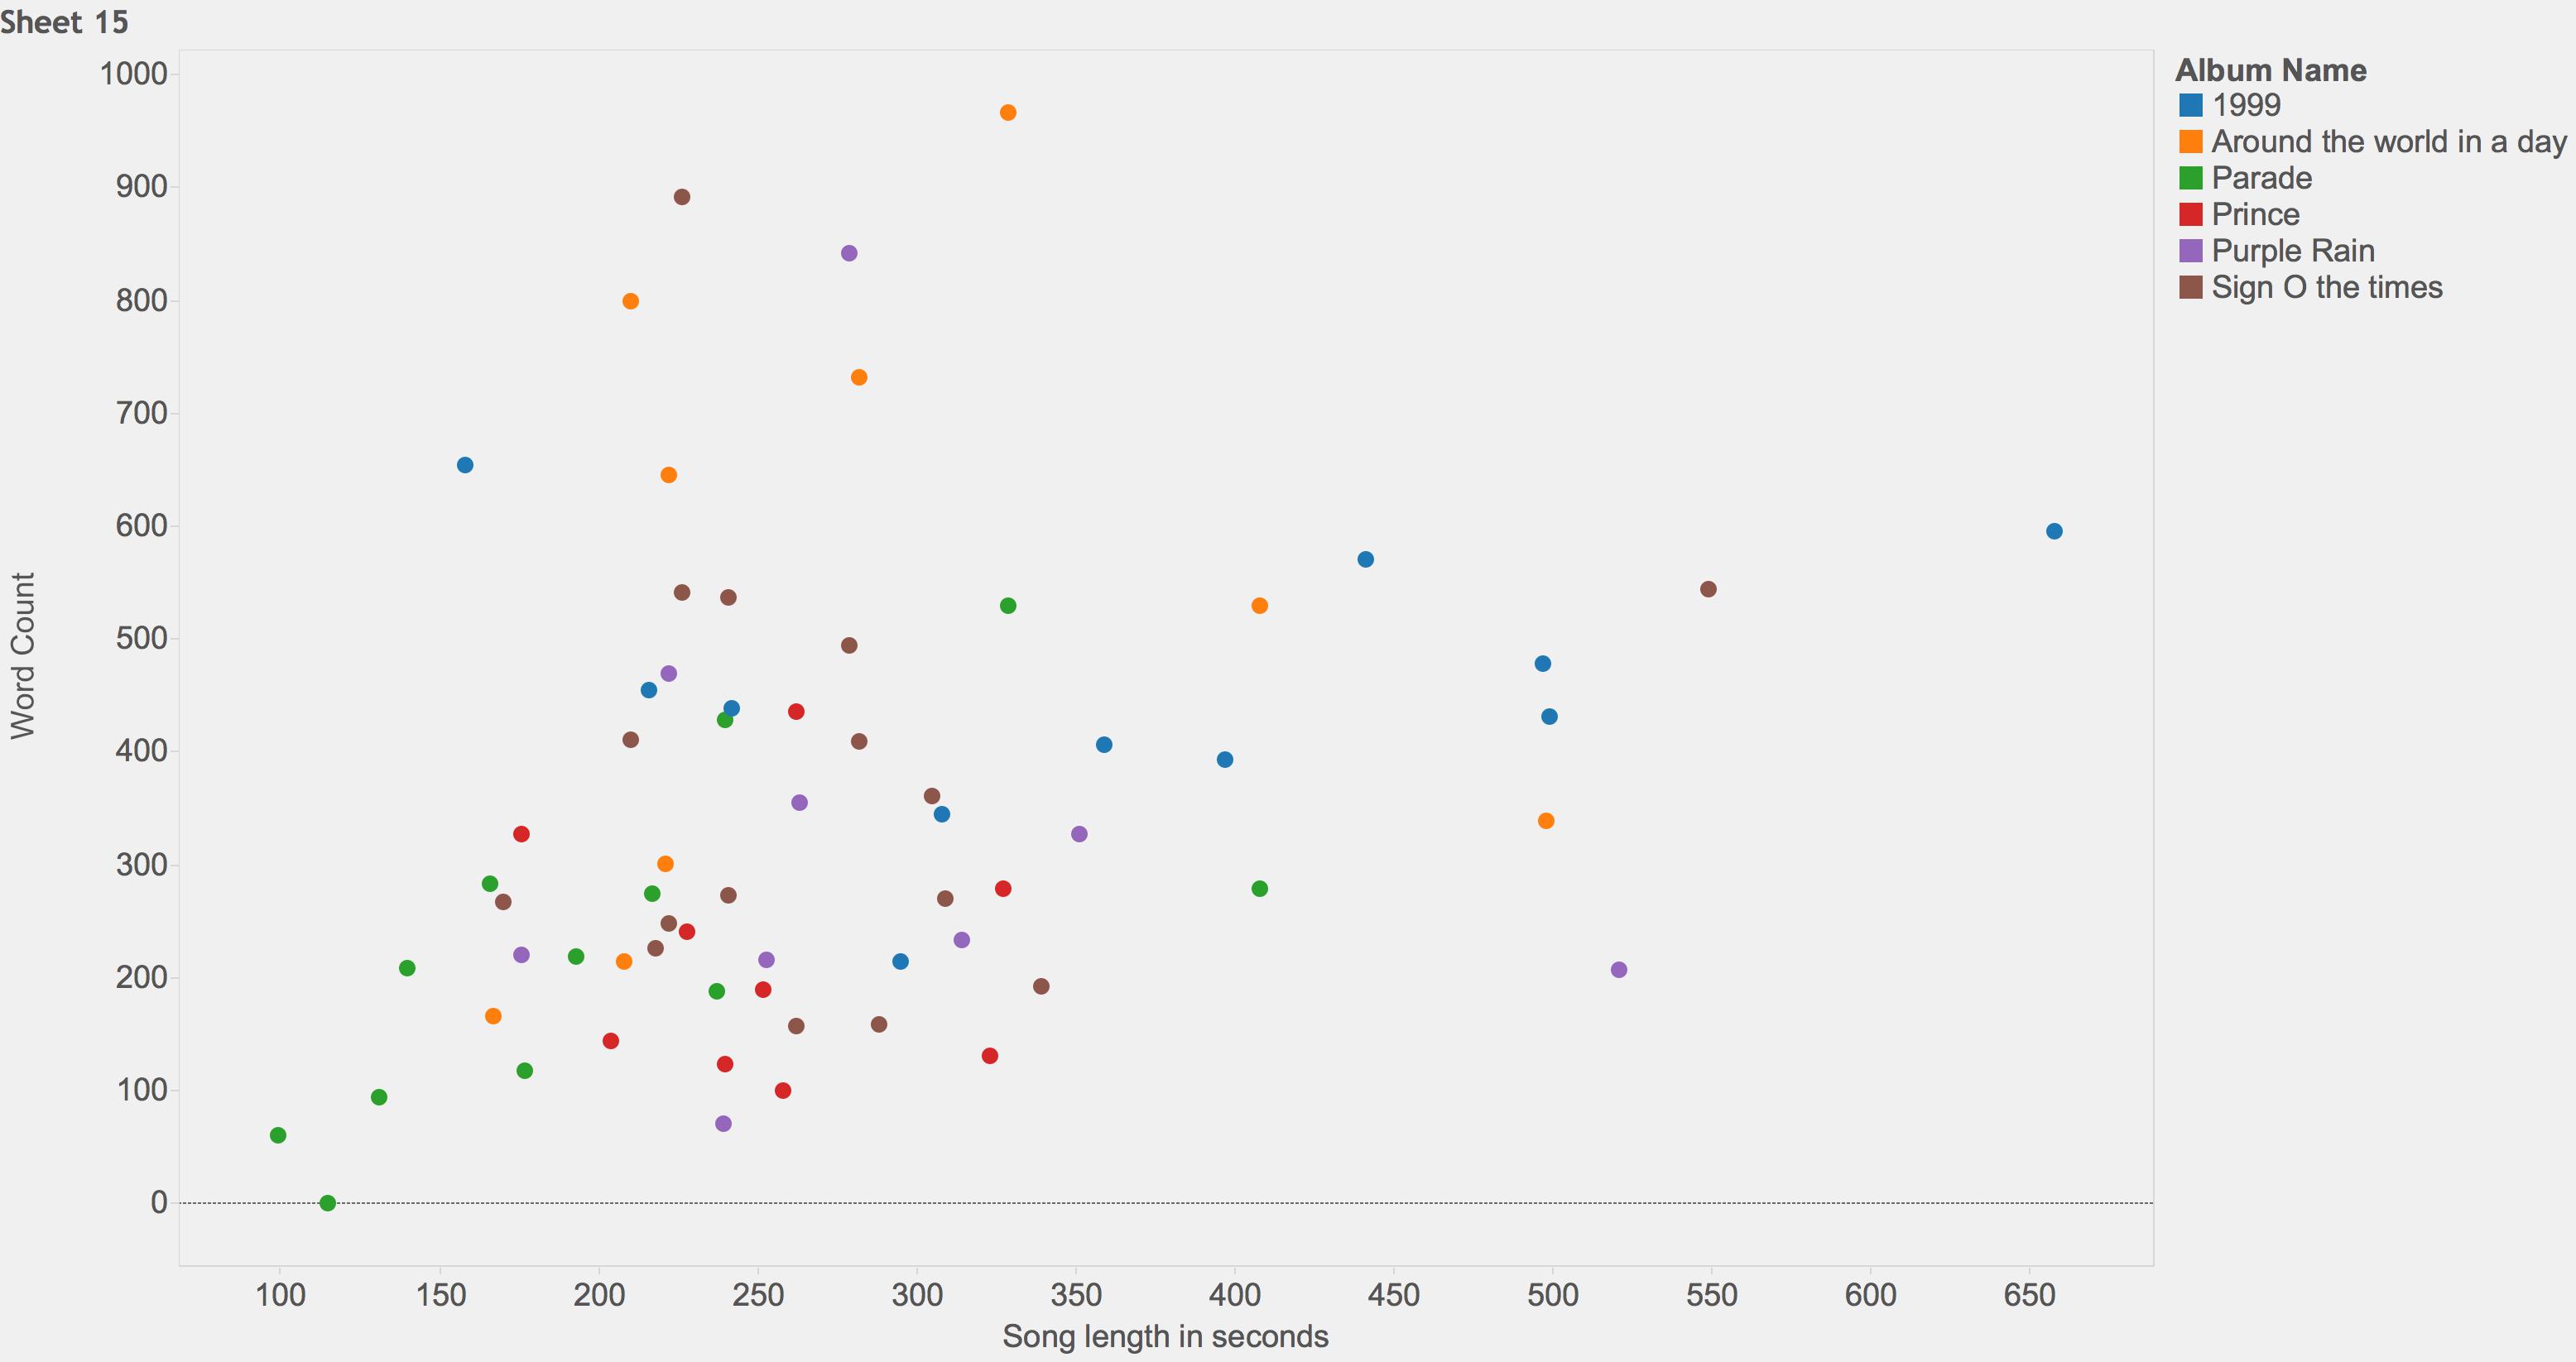 Sheet 15
1000
900
800
700
600
500
400
300
200
100
0
Word Count
100 150 200 250 300 350 400 450 500 550 600 650
Song length in seconds
Album Name
1999
Around the world in a day
Parade
Prince
Purple Rain
Sign O the times